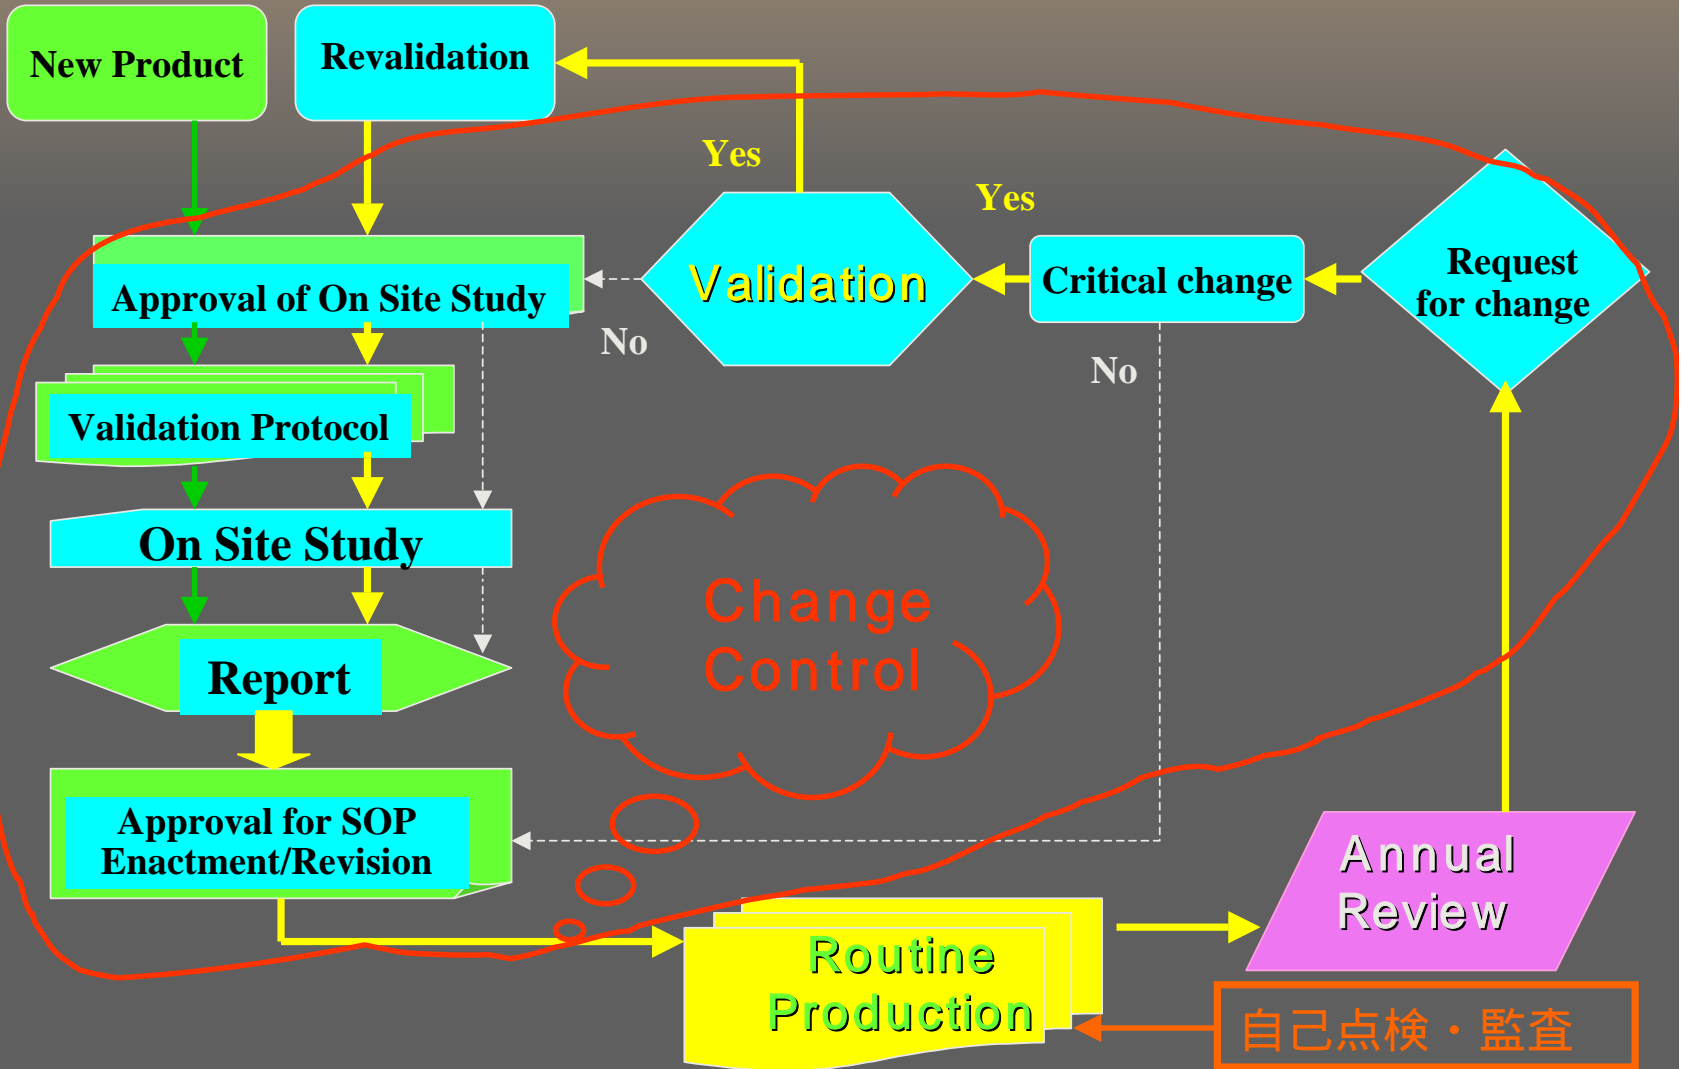 New Product
Revalidation
Yes
Yes
Request
for change
Validation
Critical change
Approval of On Site Study
No
No
Validation Protocol
On Site Study
Change
Control
Report
Approval for SOP
Enactment/Revision
Annual
Review
Routine
Production
自己点検・監査